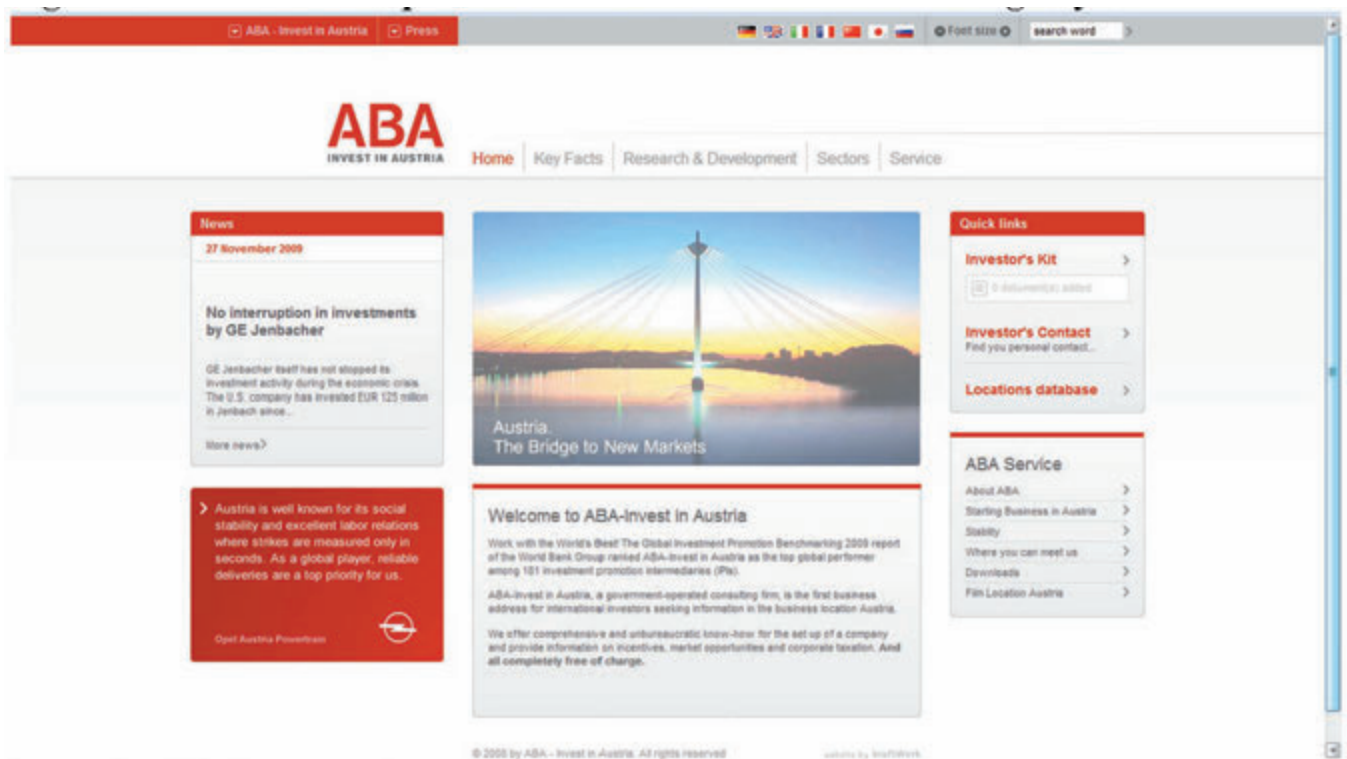 ABA - Invest in Austria
Press
Font size
search word
ABA
INVEST IN AUSTRIA
Home
Key Facts
Research & Development
Sectors
Service
News
27 November 2009
No interruption in investments
by GE Jenbacher
GE Jenbacher itself has not stopped its
investment activity during the economic crisis.
The U.S. company has invested EUR 125 million
in Jenbach since...
More news
Austria is well known for its social
stability and excellent labor relations
where strikes are measured only in
seconds. As a global player, reliable
deliveries are a top priority for us.
Opel Austria Powertrain
Austria.
The Bridge to New Markets
Welcome to ABA-Invest in Austria
Work with the World's Best! The Global Investment Promotion Benchmarking 2009 report
of the World Bank Group ranked ABA-Invest in Austria as the top global performer
among 181 investment promotion intermediaries (IPIs).
ABA-Invest in Austria, a government-operated consulting firm, is the first business
address for international investors seeking information in the business location Austria.
We offer comprehensive and unbureaucratic know-how for the set up of a company
and provide information on incentives, market opportunities and corporate taxation. And
all completely free of charge.
Quick links
Investor's Kit
0 document(s) added
Investor's Contact
Find you personal contact...
Locations database
ABA Service
About ABA
Starting Business in Austria
Stability
Where you can meet us
Downloads
Film Location Austria
© 2008 by ABA - Invest in Austria. All rights reserved
website by